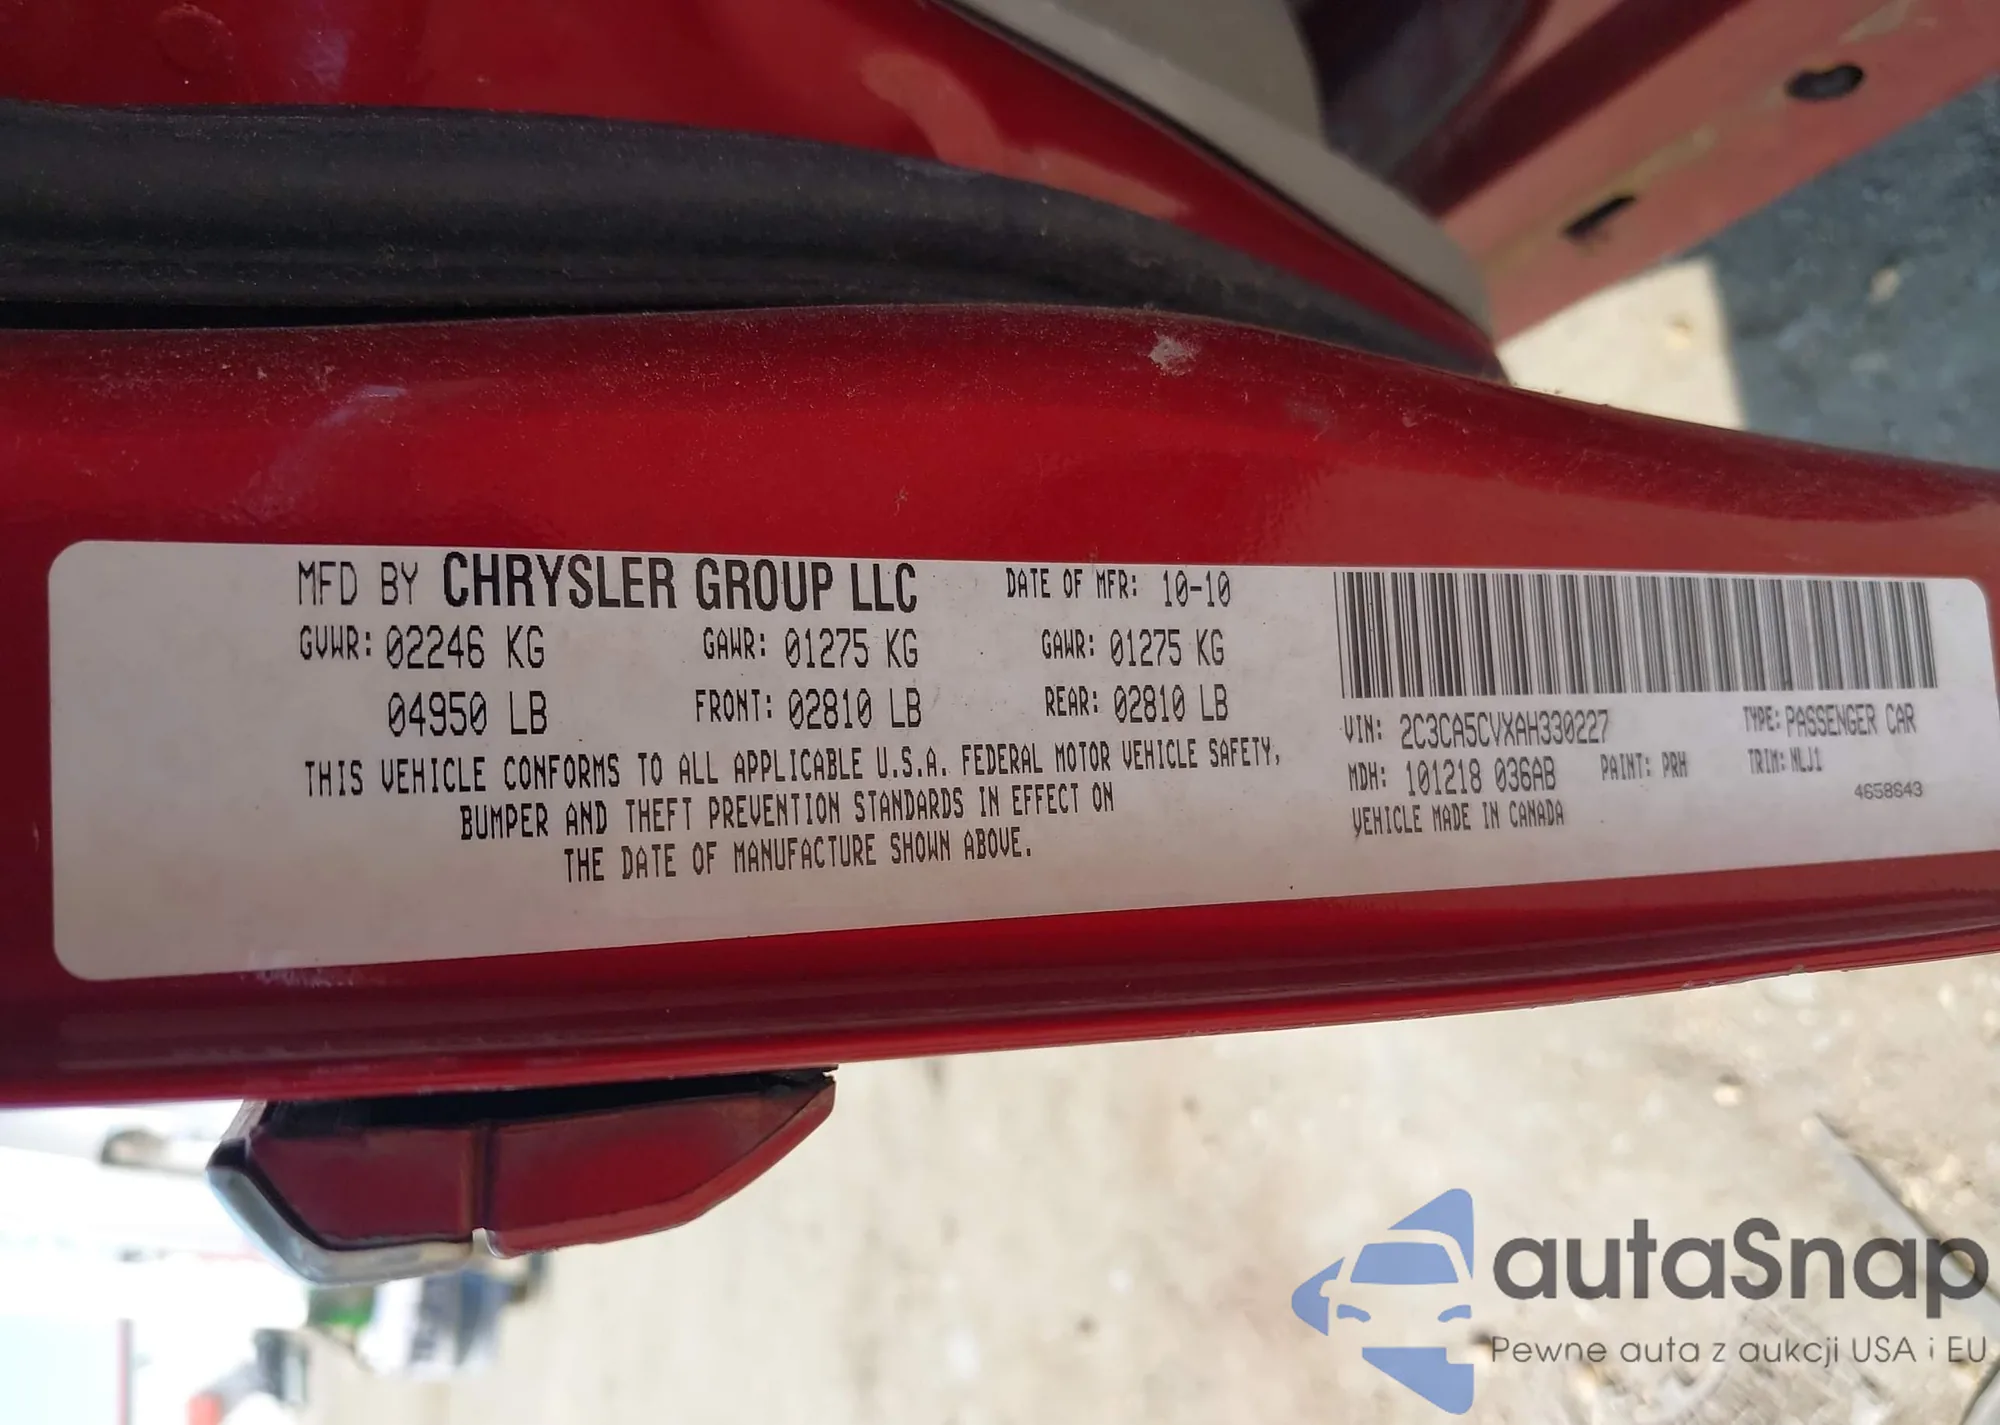 MFD BY CHRYSLER GROUP LLC DATE OF MFR: 10-10
GVWR: 02246 KG GAWR: 01275 KG GAWR: 01275 KG
04950 LB FRONT: 02810 LB REAR: 02810 LB
THIS VEHICLE CONFORMS TO ALL APPLICABLE U.S.A. FEDERAL MOTOR VEHICLE SAFETY,
BUMPER AND THEFT PREVENTION STANDARDS IN EFFECT ON
THE DATE OF MANUFACTURE SHOWN ABOVE.
VIN: 2C3CA5CVXAH330227 TYPE: PASSENGER CAR
MDH: 101218 036AB PAINT: PRH TRIM: NLJ1
VEHICLE MADE IN CANADA 4658643
autaSnap
Pewne auta z aukcji USA i EU